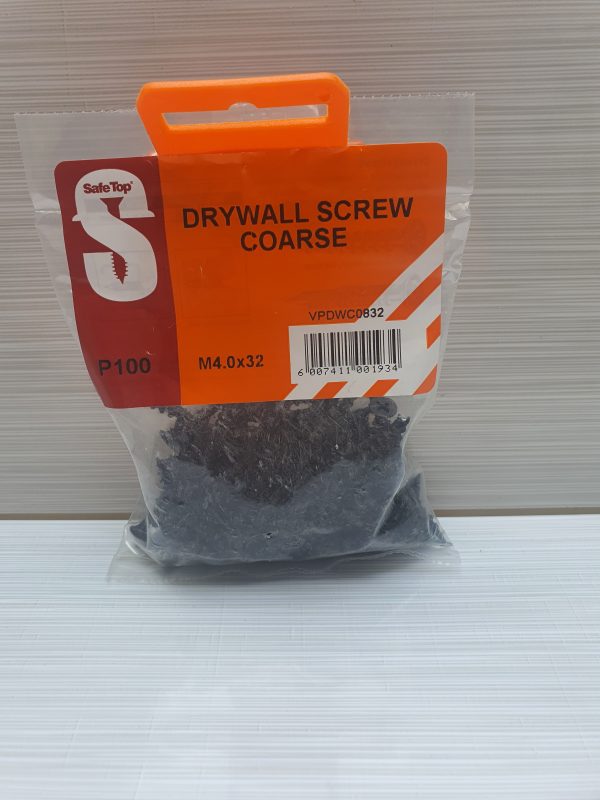 Safe Top®
DRYWALL SCREW
COARSE
VPDWC0832
P100
M4.0x32
6 007411 001934